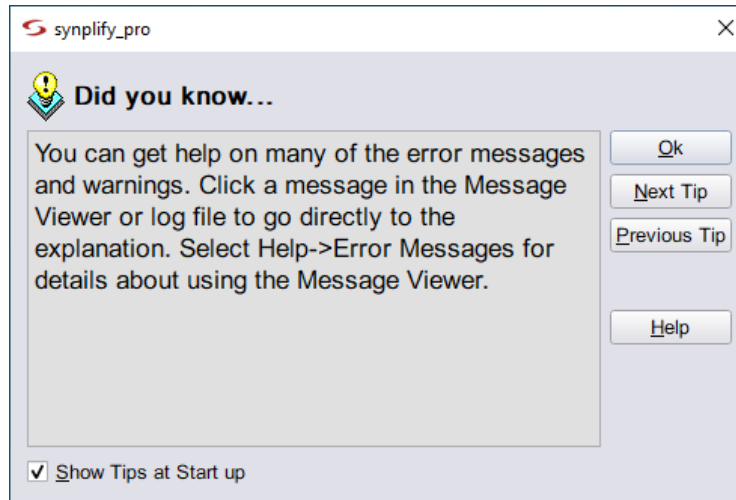 synplify_pro
Did you know...
You can get help on many of the error messages
and warnings. Click a message in the Message
Viewer or log file to go directly to the
explanation. Select Help->Error Messages for
details about using the Message Viewer.
Ok
Next Tip
Previous Tip
Help
Show Tips at Start up